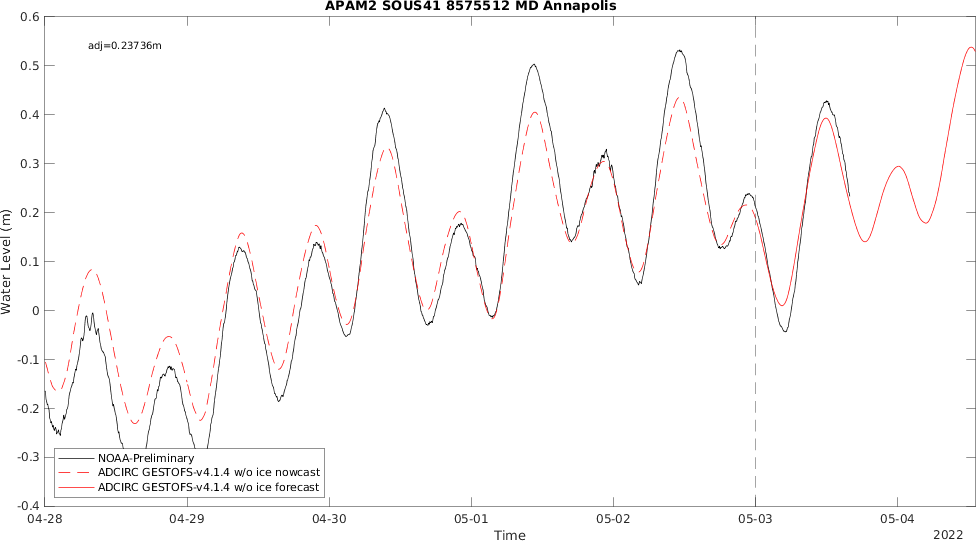 APAM2 SOUS41 8575512 MD Annapolis
adj=0.23736m
0.6
0.5
0.4
0.3
0.2
0.1
0
-0.1
-0.2
-0.3
-0.4
Water Level (m)
NOAA-Preliminary
ADCIRC GESTOFS-v4.1.4 w/o ice nowcast
ADCIRC GESTOFS-v4.1.4 w/o ice forecast
04-28 04-29 04-30 05-01 05-02 05-03 05-04
Time
2022